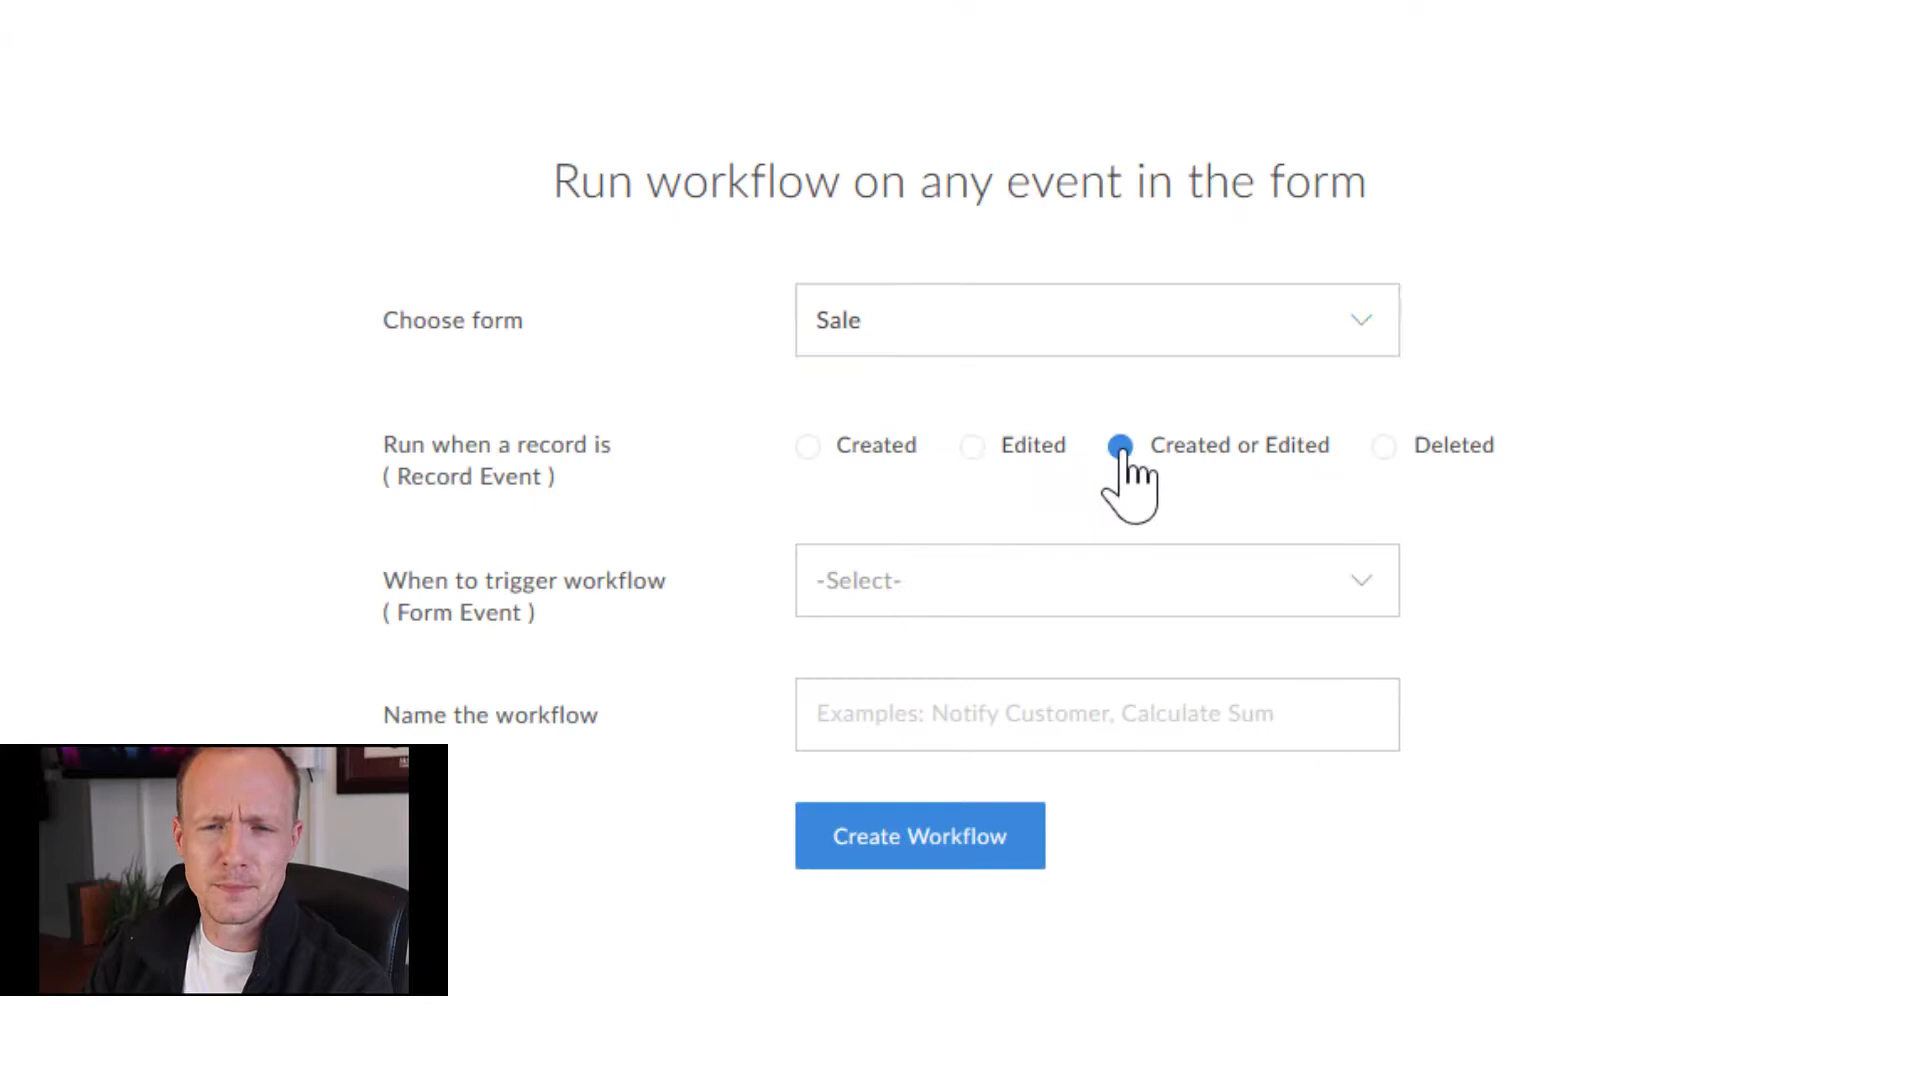 Run workflow on any event in the form
Choose form
Sale
Run when a record is
( Record Event )
Created
Edited
Created or Edited
Deleted
When to trigger workflow
( Form Event )
-Select-
Name the workflow
Examples: Notify Customer, Calculate Sum
Create Workflow